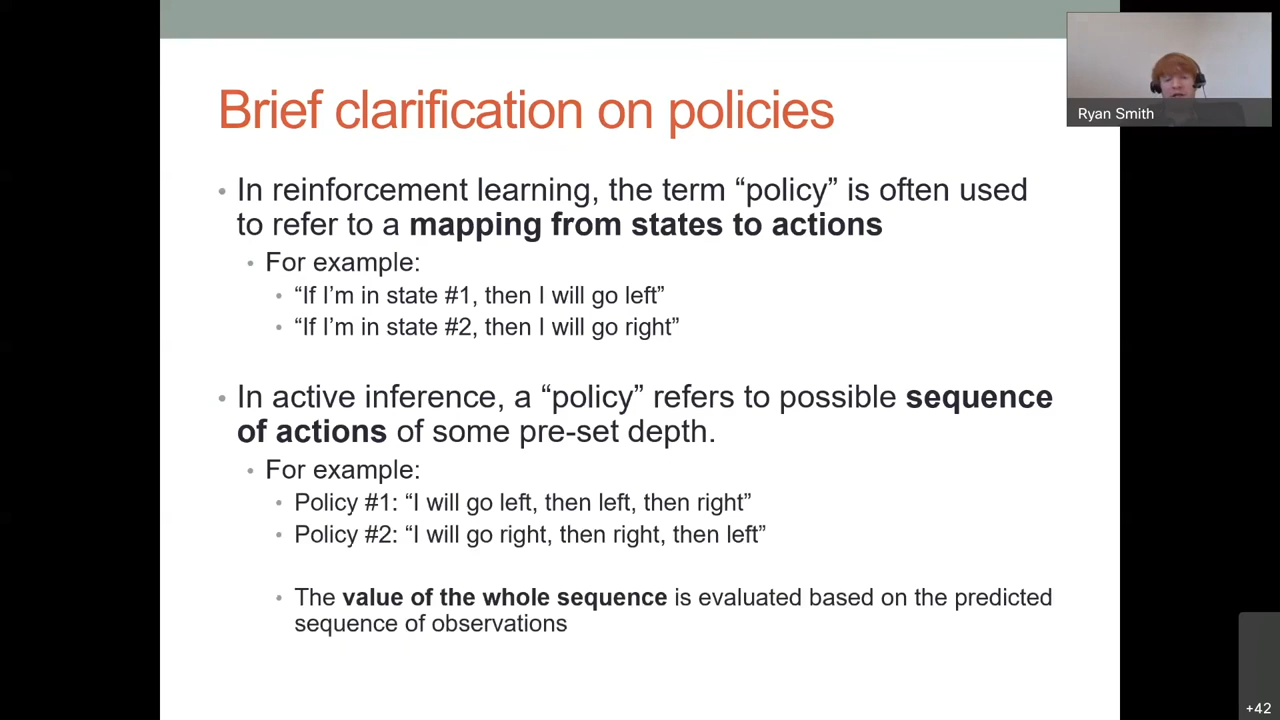 Brief clarification on policies
Ryan Smith
• In reinforcement learning, the term “policy” is often used
to refer to a mapping from states to actions
• For example:
• “If I’m in state #1, then I will go left”
• “If I’m in state #2, then I will go right”
• In active inference, a “policy” refers to possible sequence
of actions of some pre-set depth.
• For example:
• Policy #1: “I will go left, then left, then right”
• Policy #2: “I will go right, then right, then left”
• The value of the whole sequence is evaluated based on the predicted
sequence of observations
+42